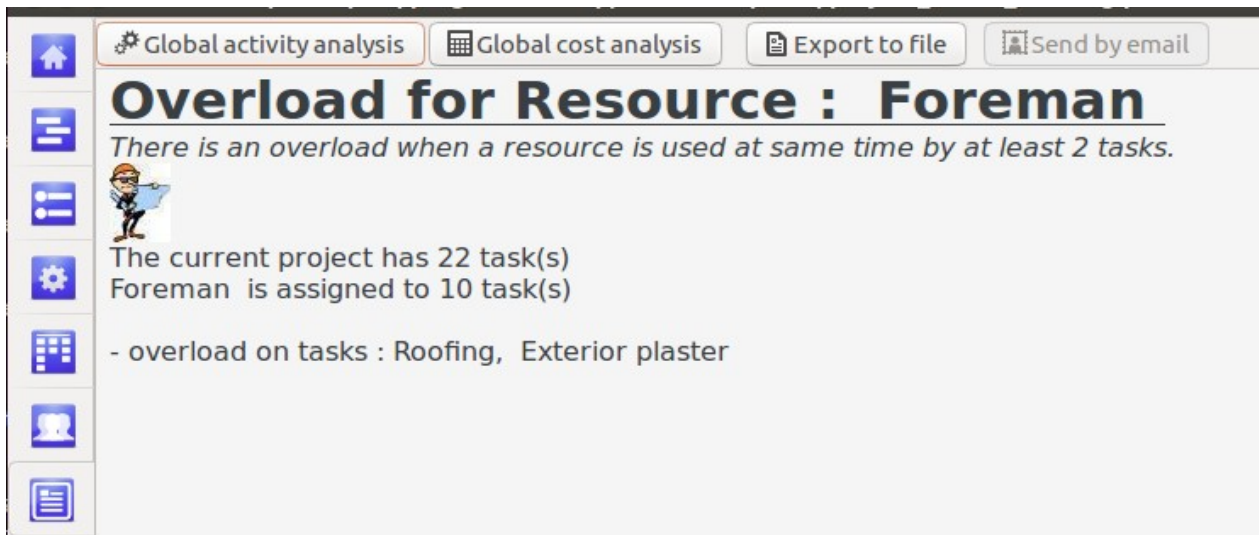 Global activity analysis Global cost analysis Export to file Send by email
Overload for Resource : Foreman
There is an overload when a resource is used at same time by at least 2 tasks.
The current project has 22 task(s)
Foreman is assigned to 10 task(s)
- overload on tasks : Roofing, Exterior plaster